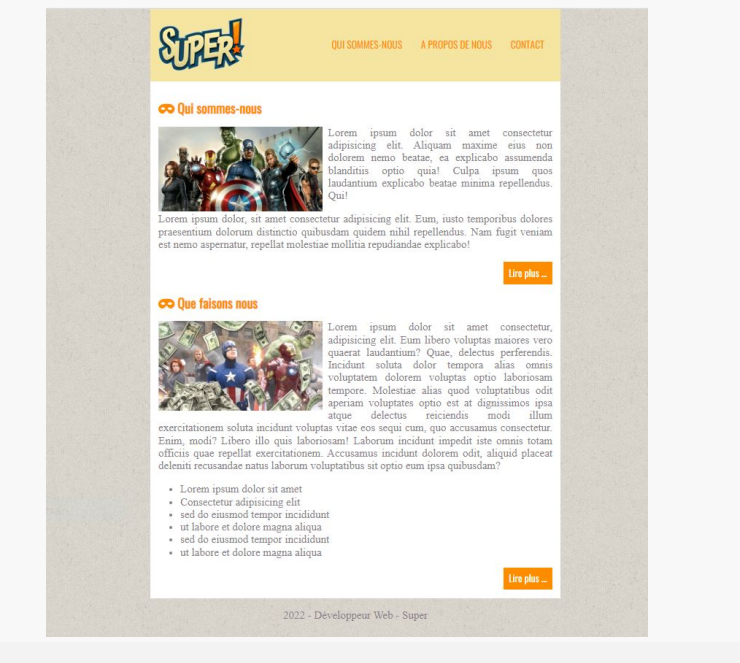 SUPER!
QUI SOMMES-NOUS A PROPOS DE NOUS CONTACT
Qui sommes-nous
Lorem ipsum dolor sit amet consectetur
adipisicing elit. Aliquam maxime eius non
dolorem nemo beatae, ea explicabo assumenda
blanditiis optio quia! Culpa ipsum quos
laudantium explicabo beatae minima repellendus.
Qui!
Lorem ipsum dolor, sit amet consectetur adipisicing elit. Eum, iusto temporibus dolores
praesentium dolorum distinctio quibusdam quidem nihil repellendus. Nam fugit veniam
est nemo aspernatur, repellat molestiae mollitia repudiandae explicabo!
Lire plus ...
Que faisons nous
Lorem ipsum dolor sit amet consectetur,
adipisicing elit. Eum libero voluptas maiores vero
quaerat laudantium? Quae, delectus perferendis.
Incidunt soluta dolor tempora alias omnis
voluptatem dolorem voluptas optio laboriosam
tempore. Molestiae alias quod voluptatibus odit
aperiam voluptates optio est at dignissimos ipsa
atque delectus reiciendis modi illum
exercitationem soluta incidunt voluptas vitae eos sequi cum, quo accusamus consectetur.
Enim, modi? Libero illo quis laboriosam! Laborum incidunt impedit iste omnis totam
officiis quae repellat exercitationem. Accusamus incidunt dolorem odit, aliquid placeat
deleniti recusandae natus laborum voluptatibus sit optio eum ipsa quibusdam?
• Lorem ipsum dolor sit amet
• Consectetur adipisicing elit
• sed do eiusmod tempor incididunt
• ut labore et dolore magna aliqua
• sed do eiusmod tempor incididunt
• ut labore et dolore magna aliqua
Lire plus ...
2022 - Développeur Web - Super